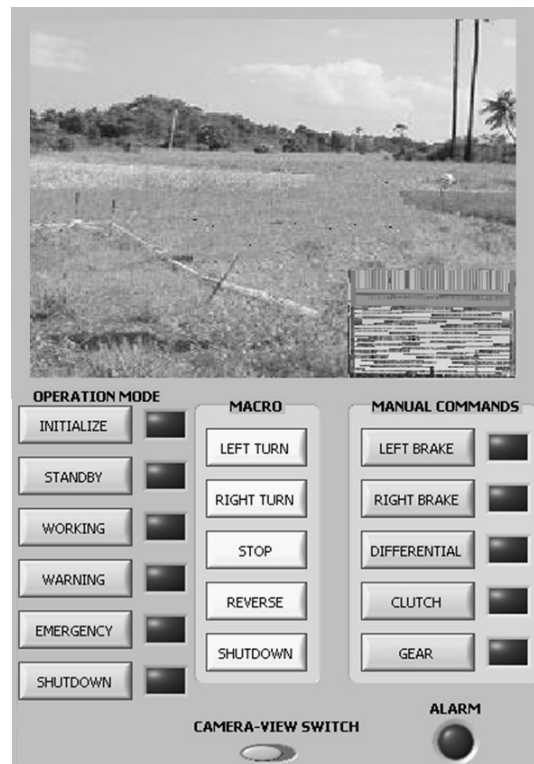 OPERATION MODE
INITIALIZE
STANDBY
WORKING
WARNING
EMERGENCY
SHUTDOWN
MACRO
LEFT TURN
RIGHT TURN
STOP
REVERSE
SHUTDOWN
MANUAL COMMANDS
LEFT BRAKE
RIGHT BRAKE
DIFFERENTIAL
CLUTCH
GEAR
CAMERA-VIEW SWITCH
ALARM